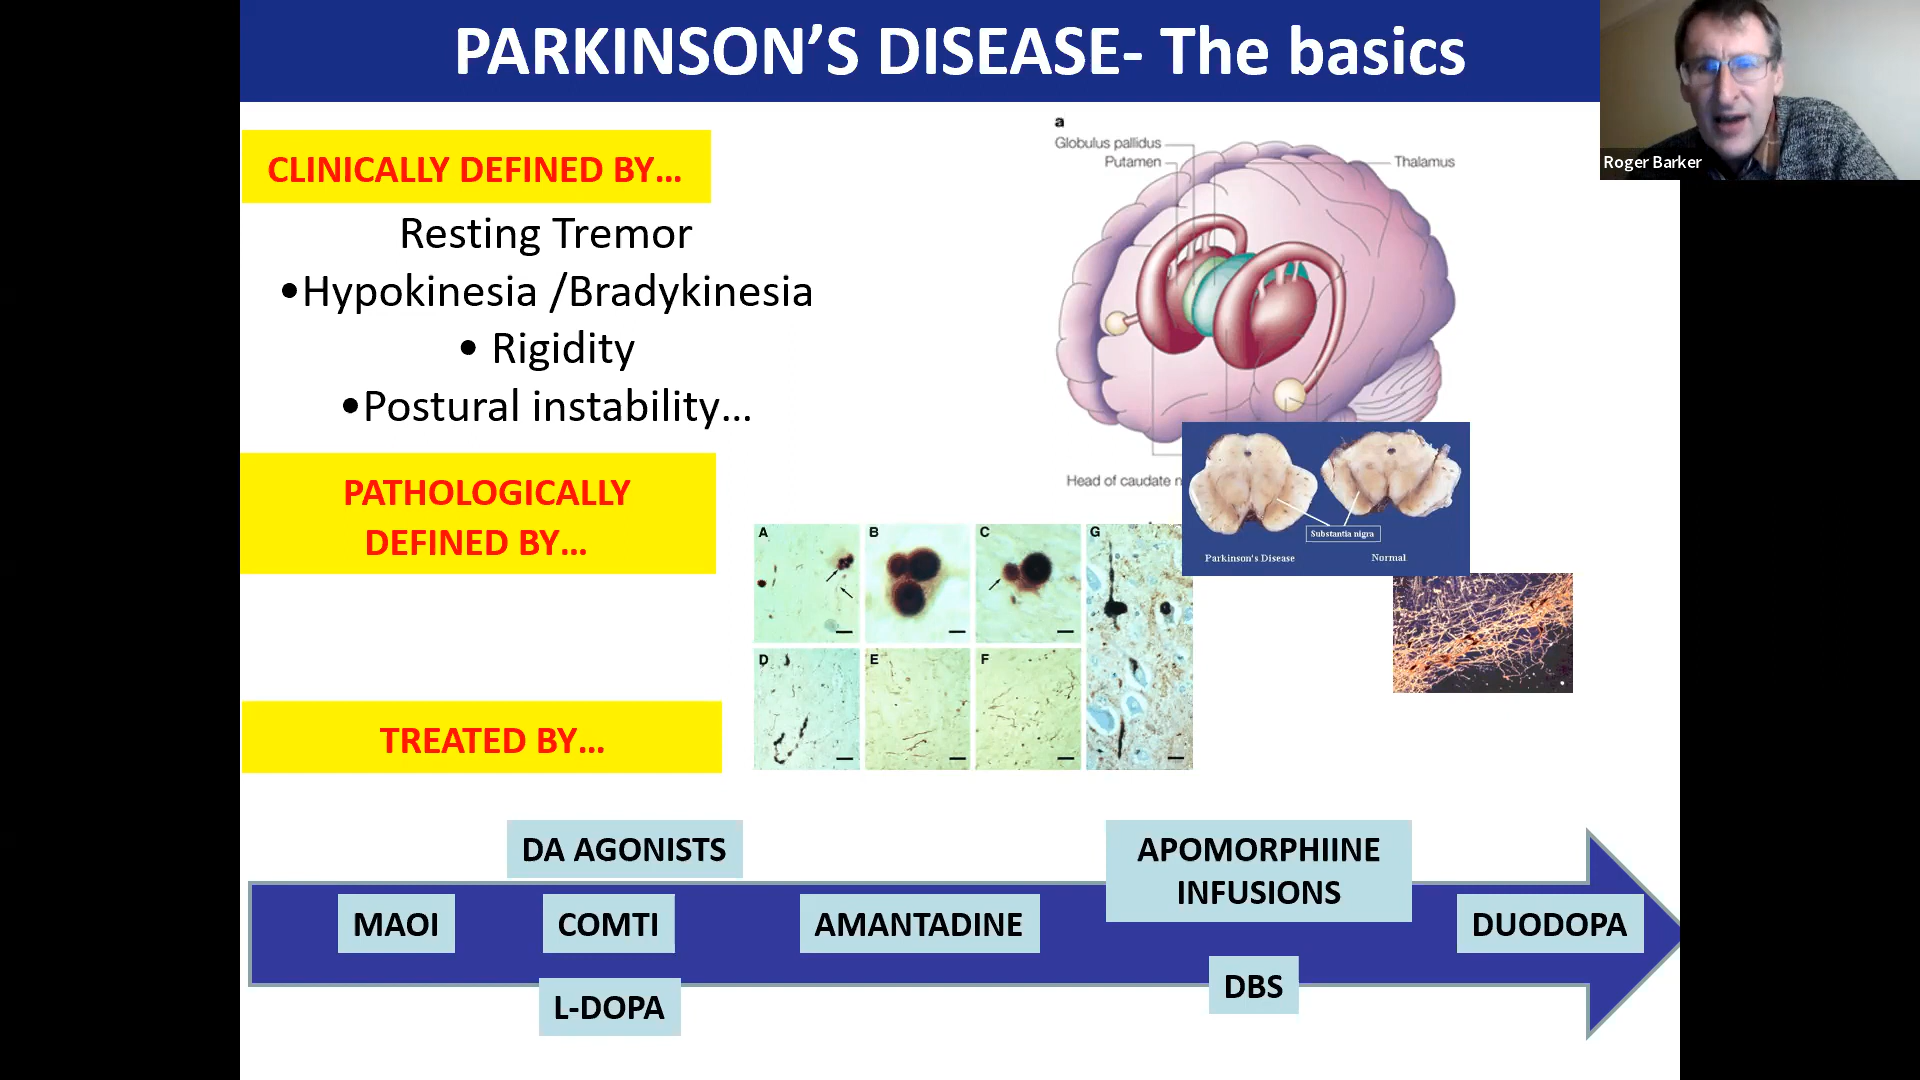 PARKINSON’S DISEASE- The basics
Roger Barker
CLINICALLY DEFINED BY…
Resting Tremor
•Hypokinesia /Bradykinesia
• Rigidity
•Postural instability…
PATHOLOGICALLY
DEFINED BY…
TREATED BY…
a
Globulus pallidus
Putamen
Thalamus
Head of caudate n
Substantia nigra
Parkinson's Disease
Normal
A
B
C
G
D
E
F
DA AGONISTS
APOMORPHIINE
INFUSIONS
MAOI
COMTI
AMANTADINE
DUODOPA
L-DOPA
DBS